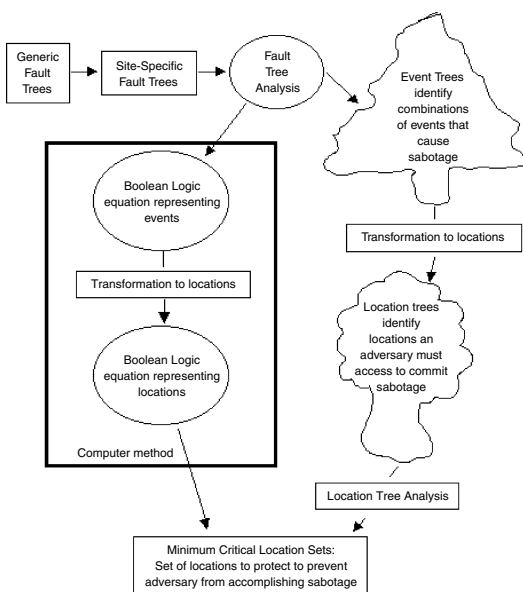 Generic
Fault
Trees
Site-Specific
Fault Trees
Fault
Tree
Analysis
Event Trees
identify
combinations
of events that
cause
sabotage
Boolean Logic
equation representing
events
Transformation to locations
Transformation to locations
Boolean Logic
equation representing
locations
Location trees
identify
locations an
adversary must
access to commit
sabotage
Computer method
Location Tree Analysis
Minimum Critical Location Sets:
Set of locations to protect to prevent
adversary from accomplishing sabotage